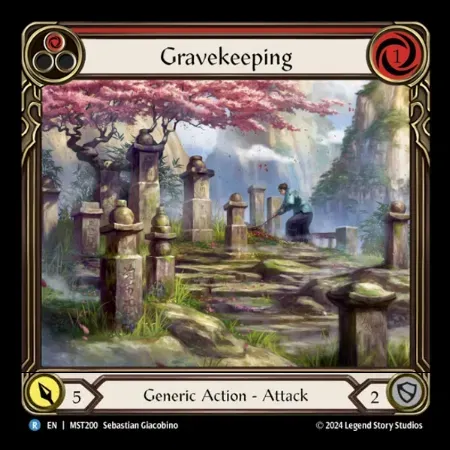 Gravekeeping
1
5
Generic Action - Attack
2
R EN | MST200 Sebastian Giacobino
© 2024 Legend Story Studios